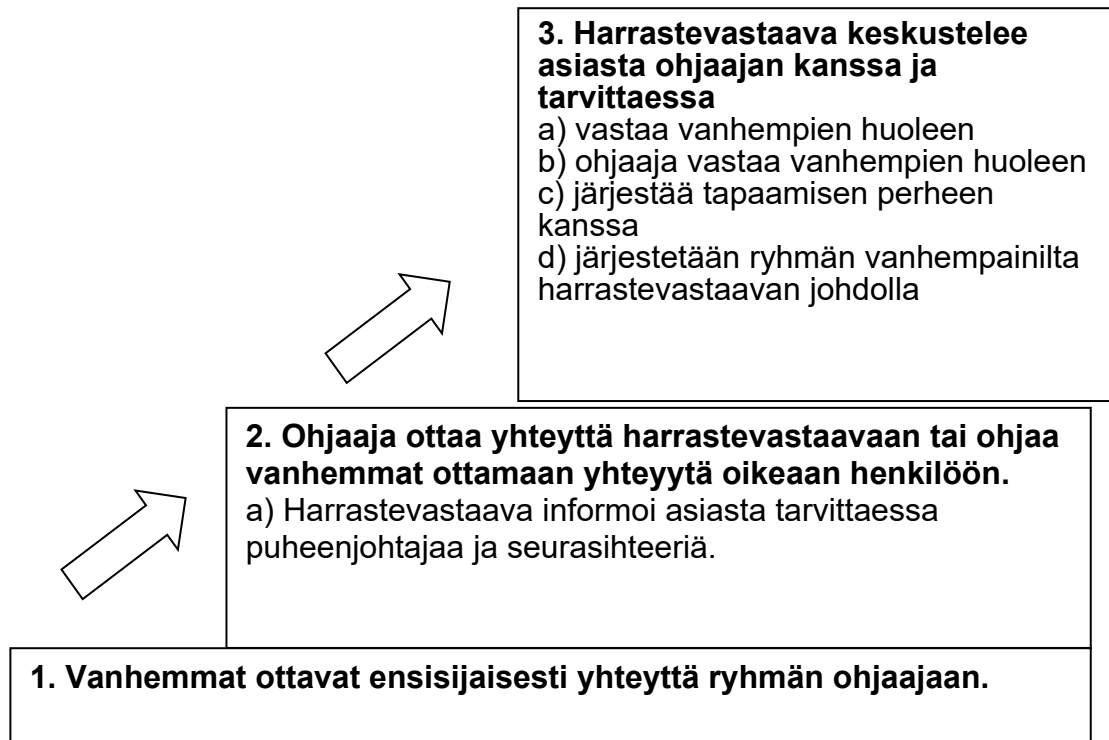 3. Harrastevastaava keskustelee
asiasta ohjaajan kanssa ja
tarvittaessa
a) vastaa vanhempien huoleen
b) ohjaaja vastaa vanhempien huoleen
c) järjestää tapaamisen perheen
kanssa
d) järjestetään ryhmän vanhempainilta
harrastevastaavan johdolla
2. Ohjaaja ottaa yhteyttä harrastevastaavaan tai ohjaa
vanhemmat ottamaan yhteyytä oikeaan henkilöön.
a) Harrastevastaava informoi asiasta tarvittaessa
puheenjohtajaa ja seurasihteeriä.
1. Vanhemmat ottavat ensisijaisesti yhteyttä ryhmän ohjaajaan.